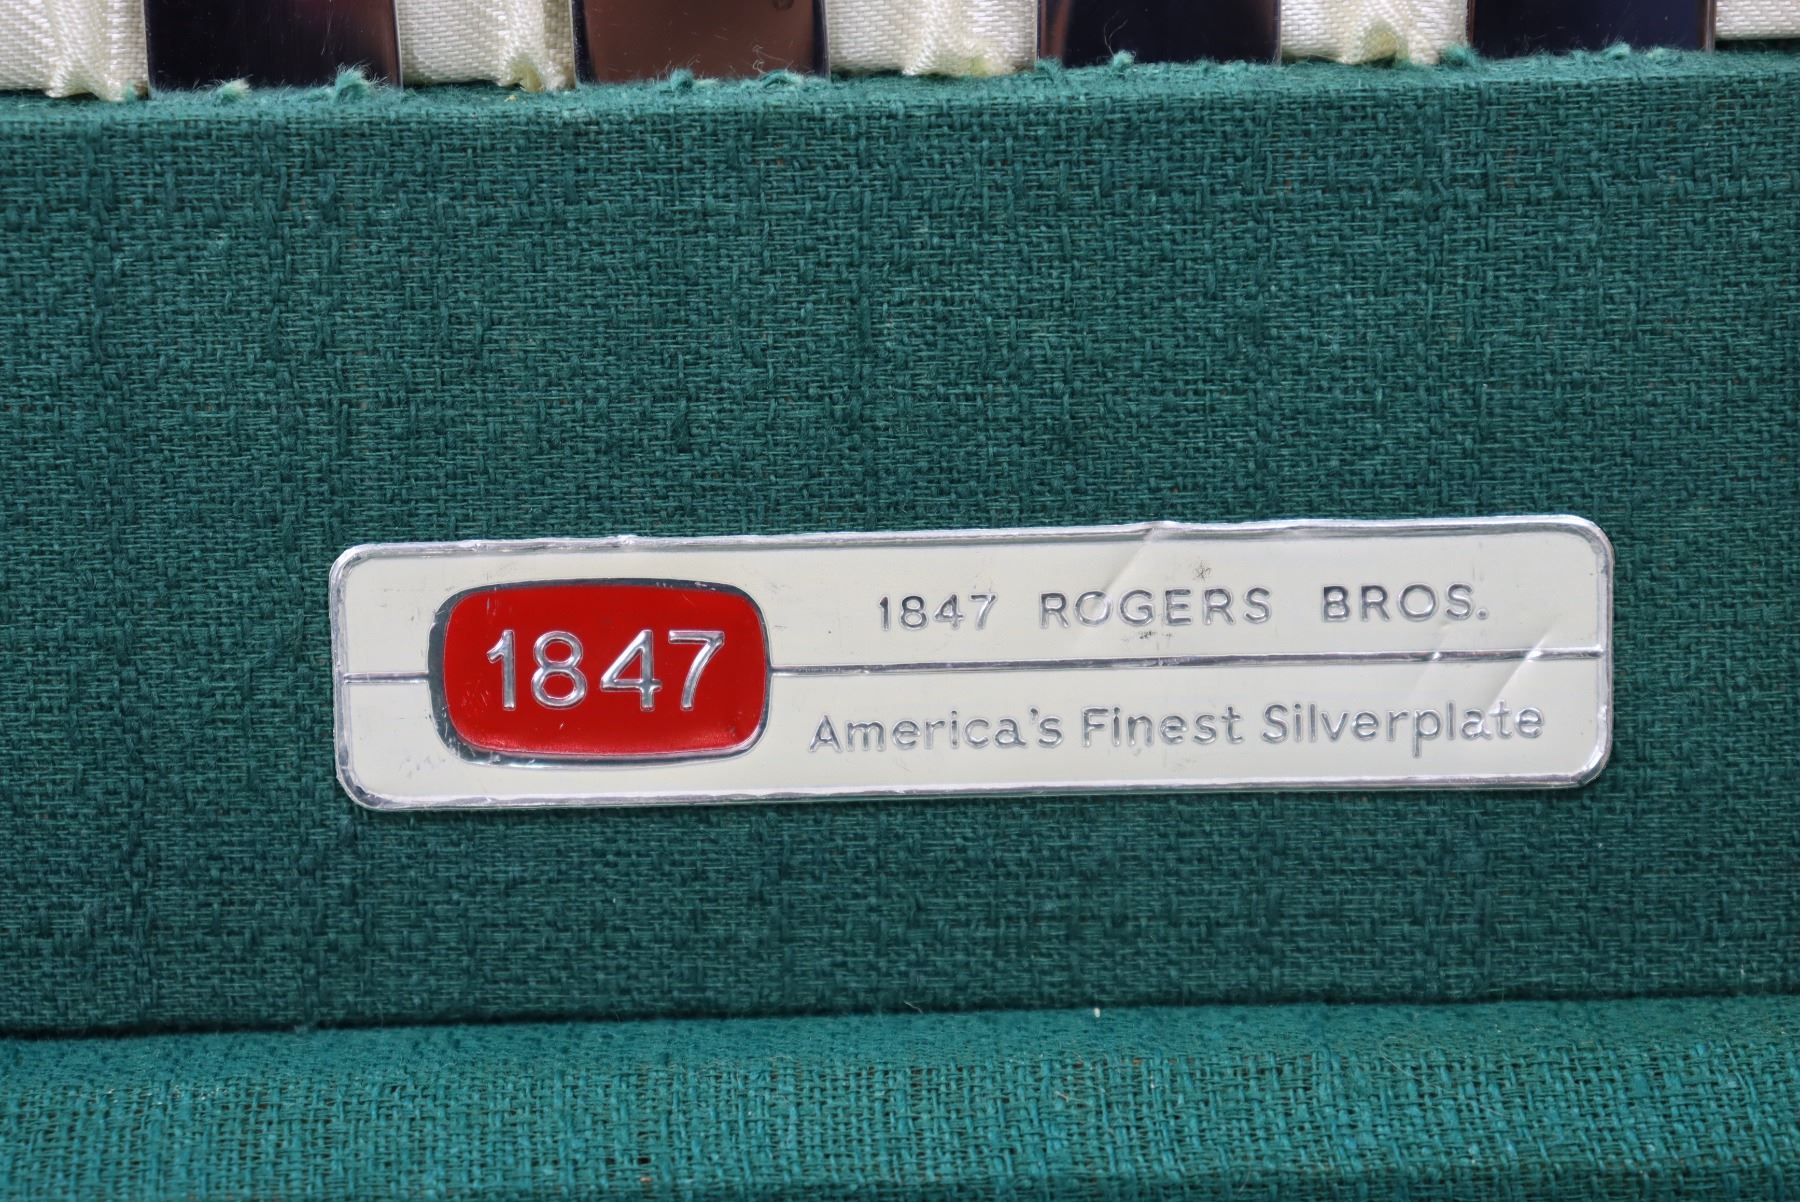 1847
1847 ROGERS BROS.
America's Finest Silverplate